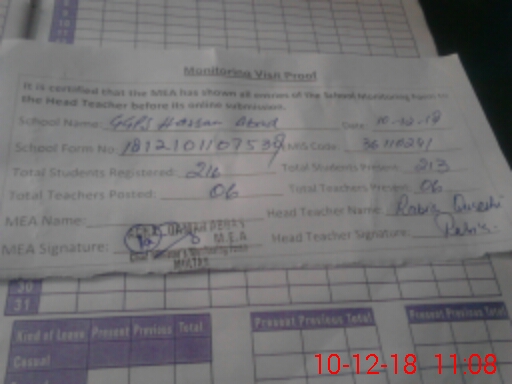 Monitoring Visit Proof
It is certified that the MEA has shown all entries of the School Monitoring Form to
the Head Teacher before its online submission.
School Name: GGPS Hassan Date: 10-12-18
School Form No: EMIS Code: 36110241
Total Students Registered: 216 Total Students Present: 213
Total Teachers Posted: 06 Total Teachers Present: 06
MEA Name: Head Teacher Name: Rabia
MEA Signature: M.E.A Head Teacher Signature: Rabia
30
31
Kind of Leave Present Previous Total Present Previous Total Present Previous Total
Casual
10-12-18 11:08